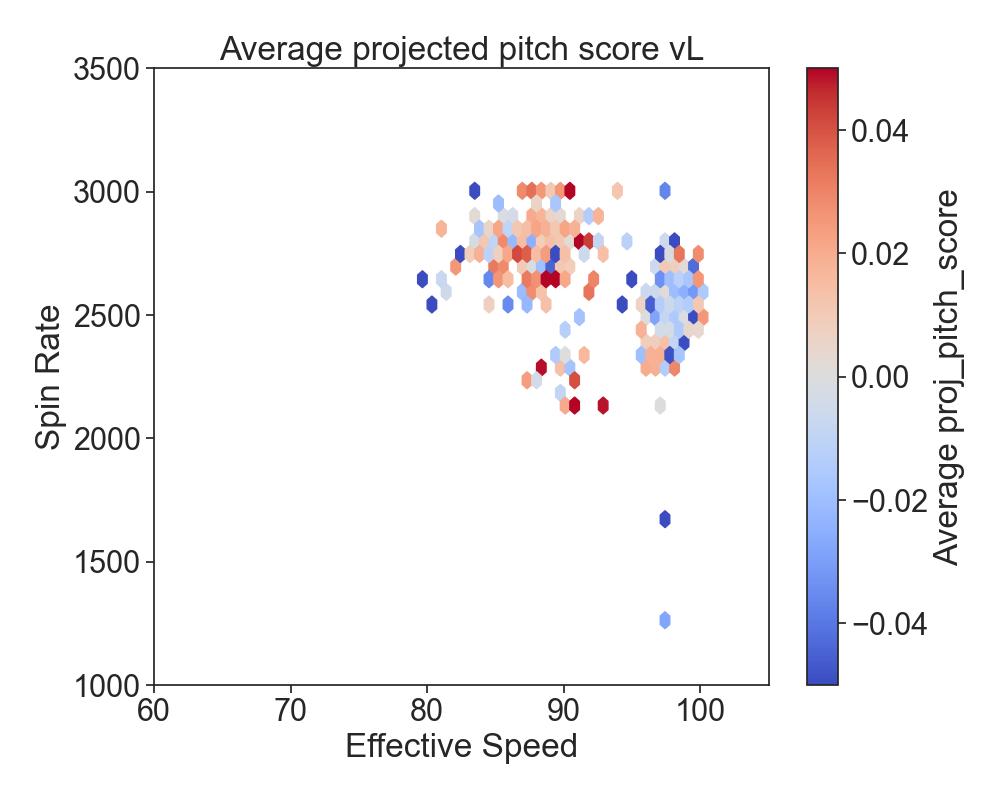 Average projected pitch score vL
3500
3000
2500
2000
1500
1000
Spin Rate
60 70 80 90 100
Effective Speed
0.04
0.02
0.00
−0.02
−0.04
Average proj_pitch_score